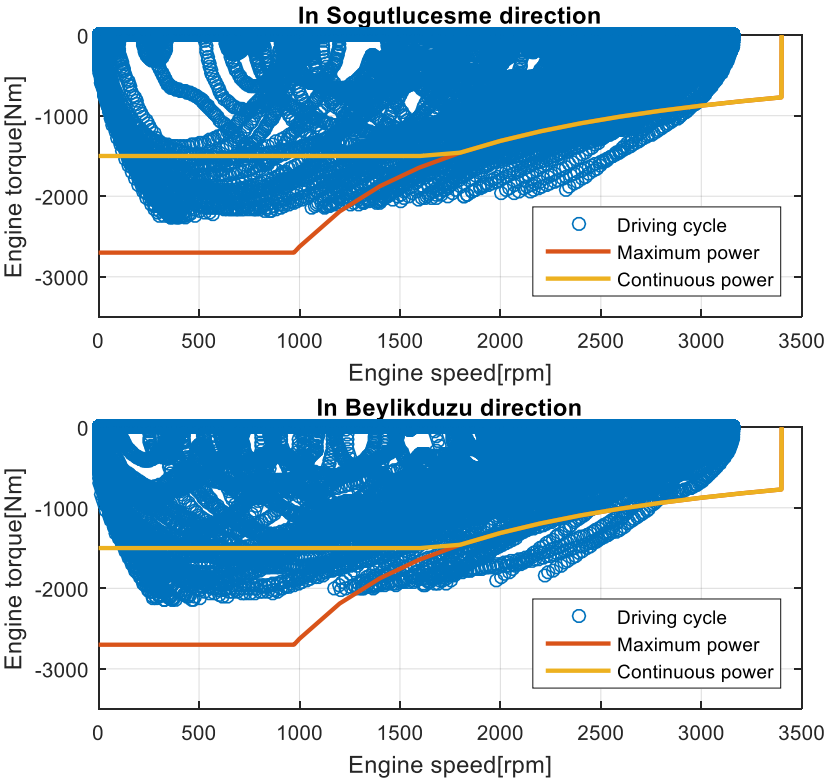 In Sogutlucesme direction
0
-1000
-2000
-3000
Engine torque[Nm]
Driving cycle
Maximum power
Continuous power
0 500 1000 1500 2000 2500 3000 3500
Engine speed[rpm]
In Beylikduzu direction
0
-1000
-2000
-3000
Engine torque[Nm]
Driving cycle
Maximum power
Continuous power
0 500 1000 1500 2000 2500 3000 3500
Engine speed[rpm]